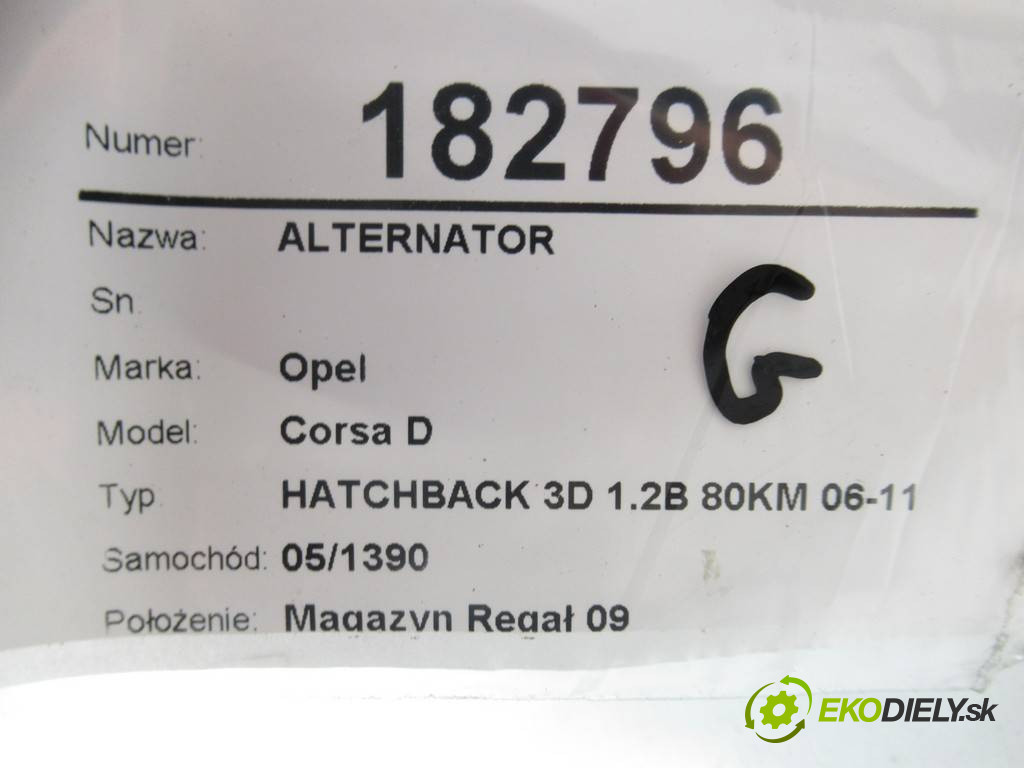 Numer: 182796
Nazwa: ALTERNATOR
Sn.
G
Marka: Opel
Model: Corsa D
Typ HATCHBACK 3D 1.2B 80KM 06-11
Samochód: 05/1390
Położenie: Magazyn Regał 09
EKODIELY.sk